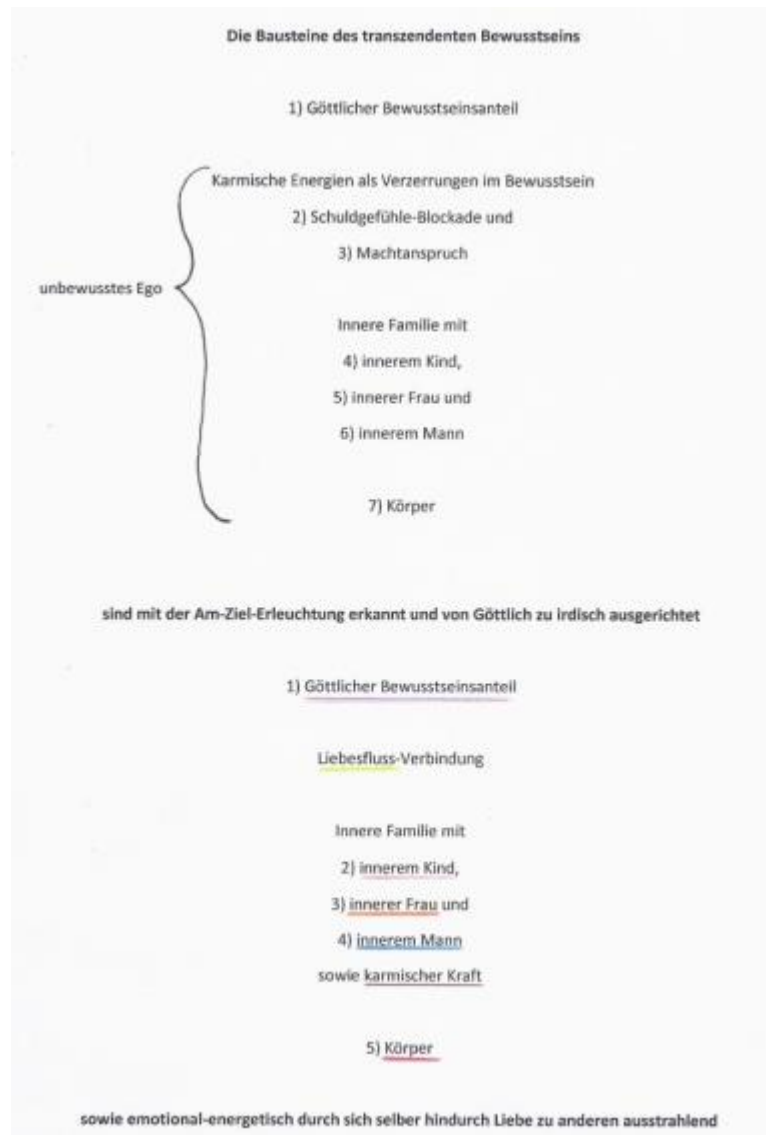 Die Bausteine des transzendenten Bewusstseins
1) Göttlicher Bewusstseinsanteil
Karmische Energien als Verzerrungen im Bewusstsein
2) Schuldgefühle-Blockade und
3) Machtanspruch
unbewusstes Ego
Innere Familie mit
4) innerem Kind,
5) innerer Frau und
6) innerem Mann
7) Körper
sind mit der Am-Ziel-Erleuchtung erkannt und von Göttlich zu irdisch ausgerichtet
1) Göttlicher Bewusstseinsanteil
Liebesfluss-Verbindung
Innere Familie mit
2) innerem Kind,
3) innerer Frau und
4) innerem Mann
sowie karmischer Kraft
5) Körper
sowie emotional-energetisch durch sich selber hindurch Liebe zu anderen ausstrahlend